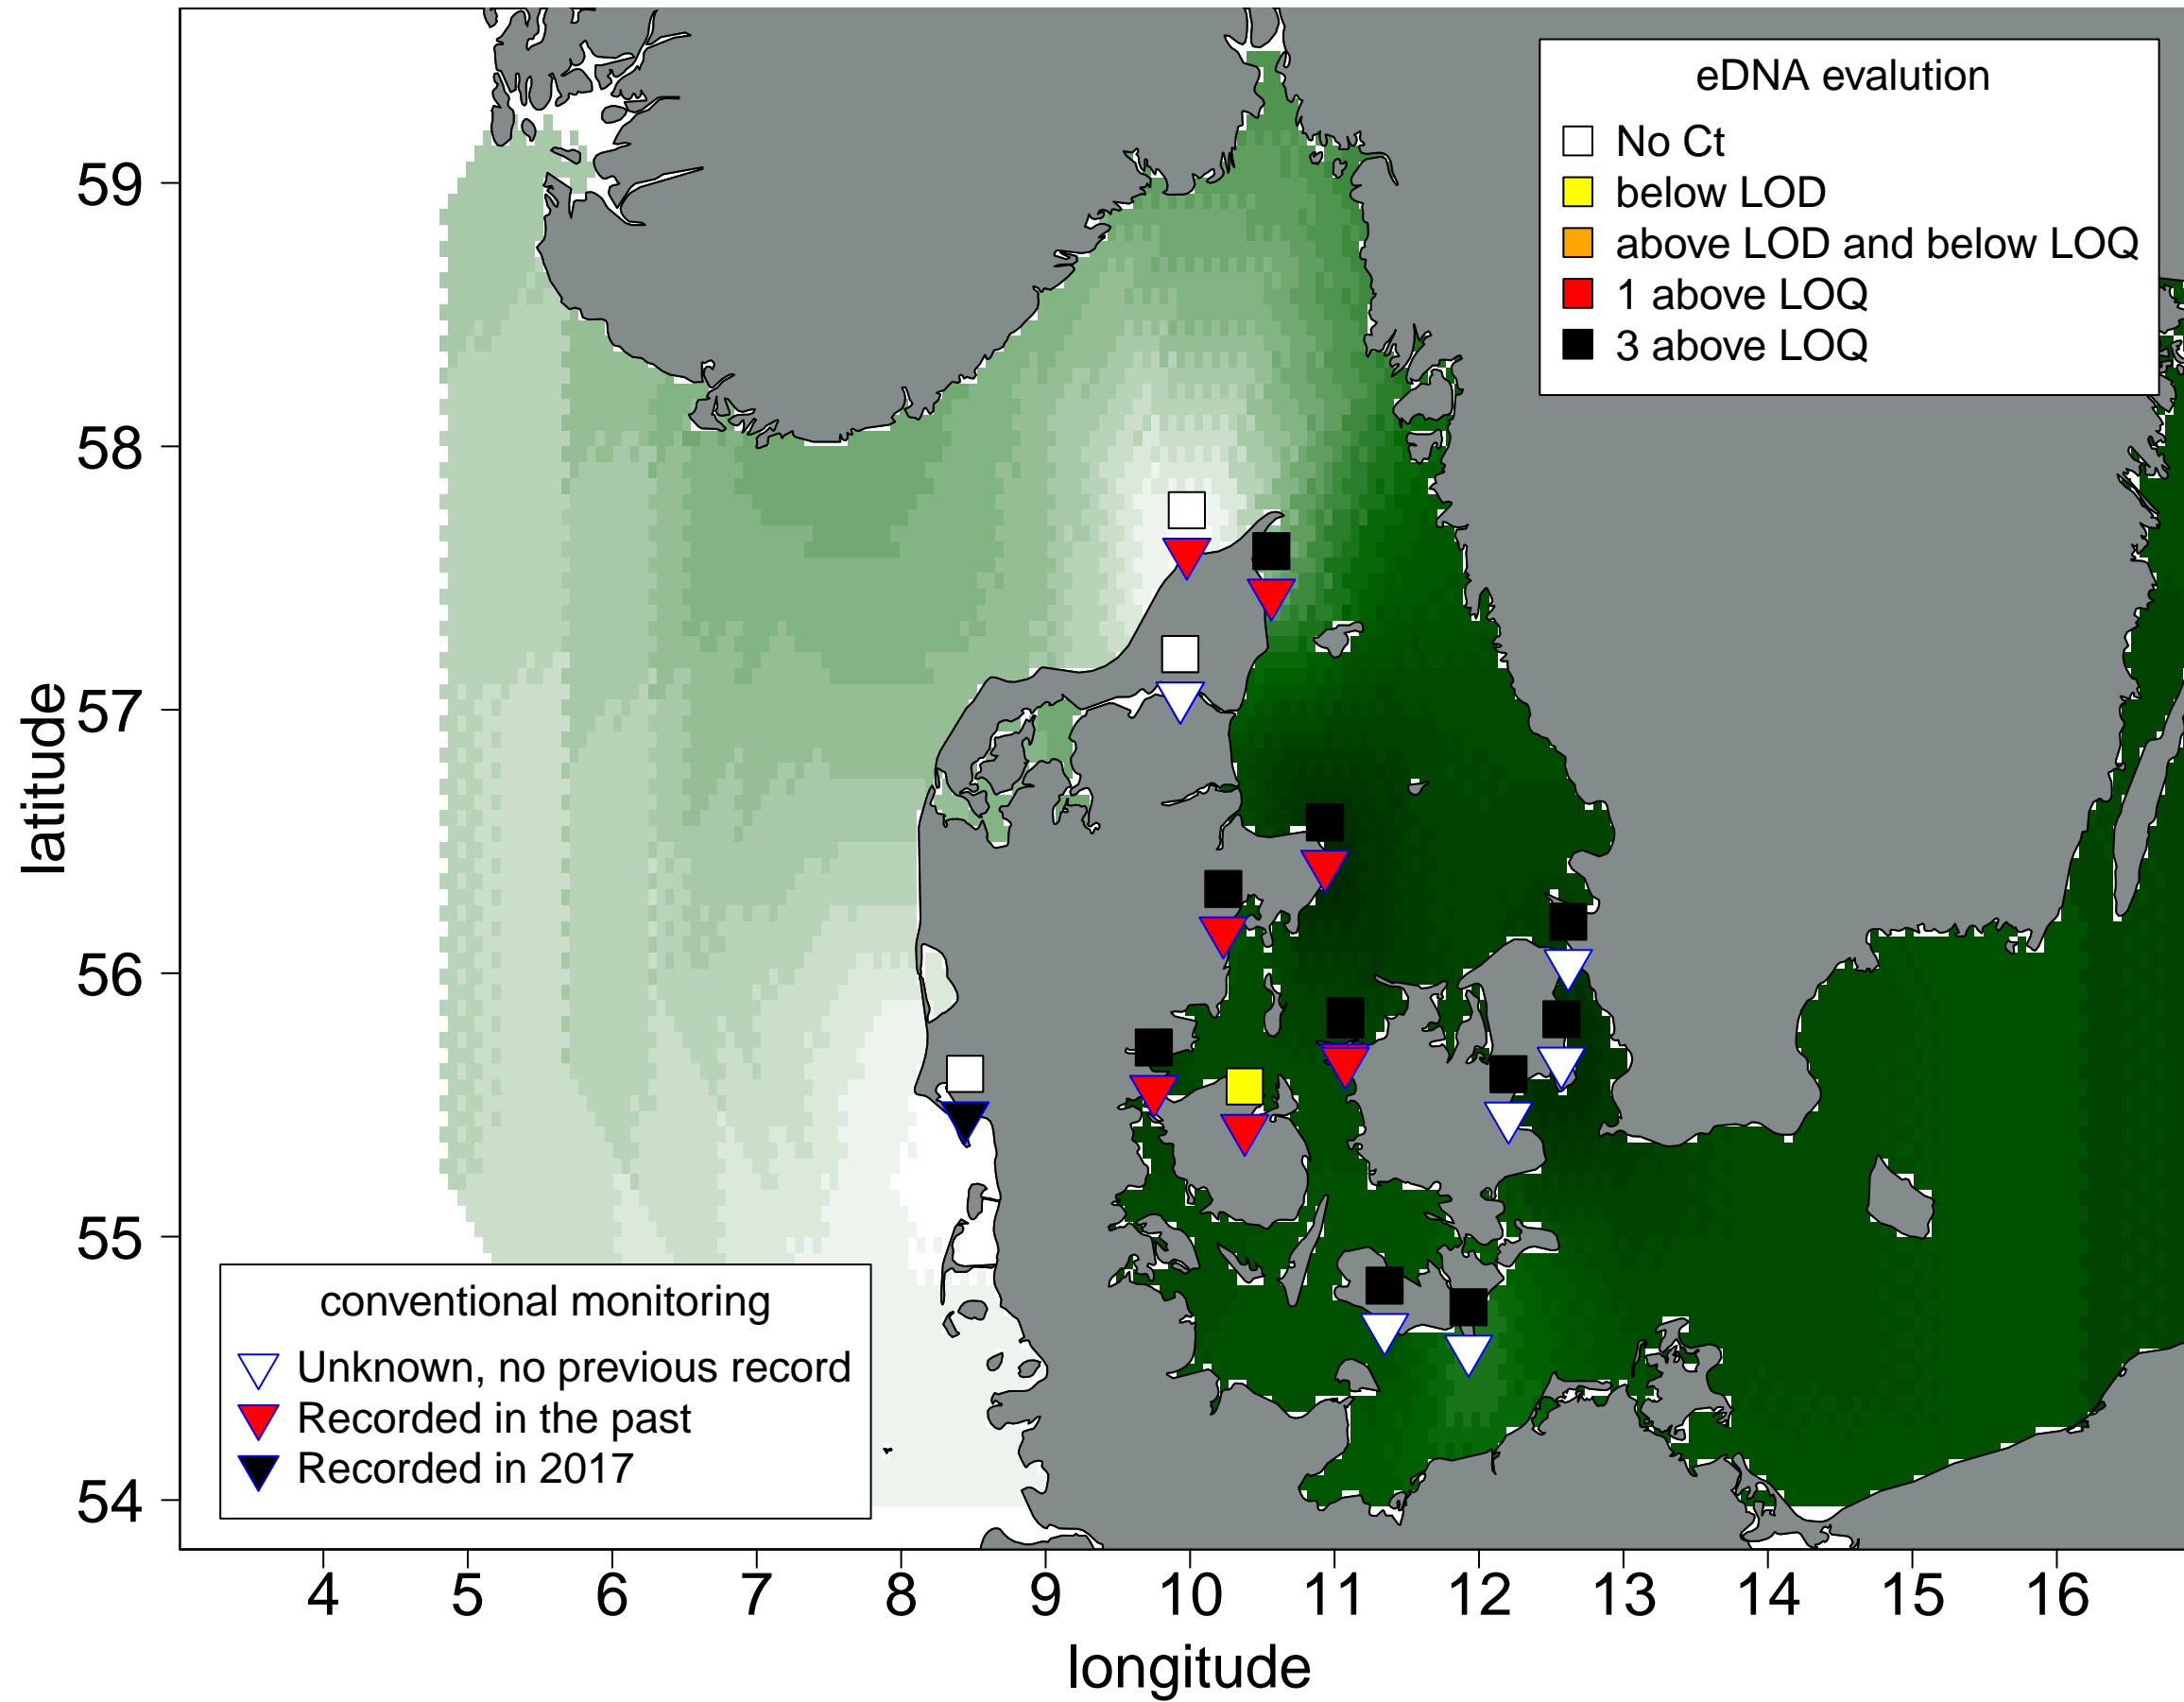 eDNA evalution
No Ct
below LOD
above LOD and below LOQ
1 above LOQ
3 above LOQ
59
58
57
56
55
54
latitude
conventional monitoring
Unknown, no previous record
Recorded in the past
Recorded in 2017
4 5 6 7 8 9 10 11 12 13 14 15 16
longitude